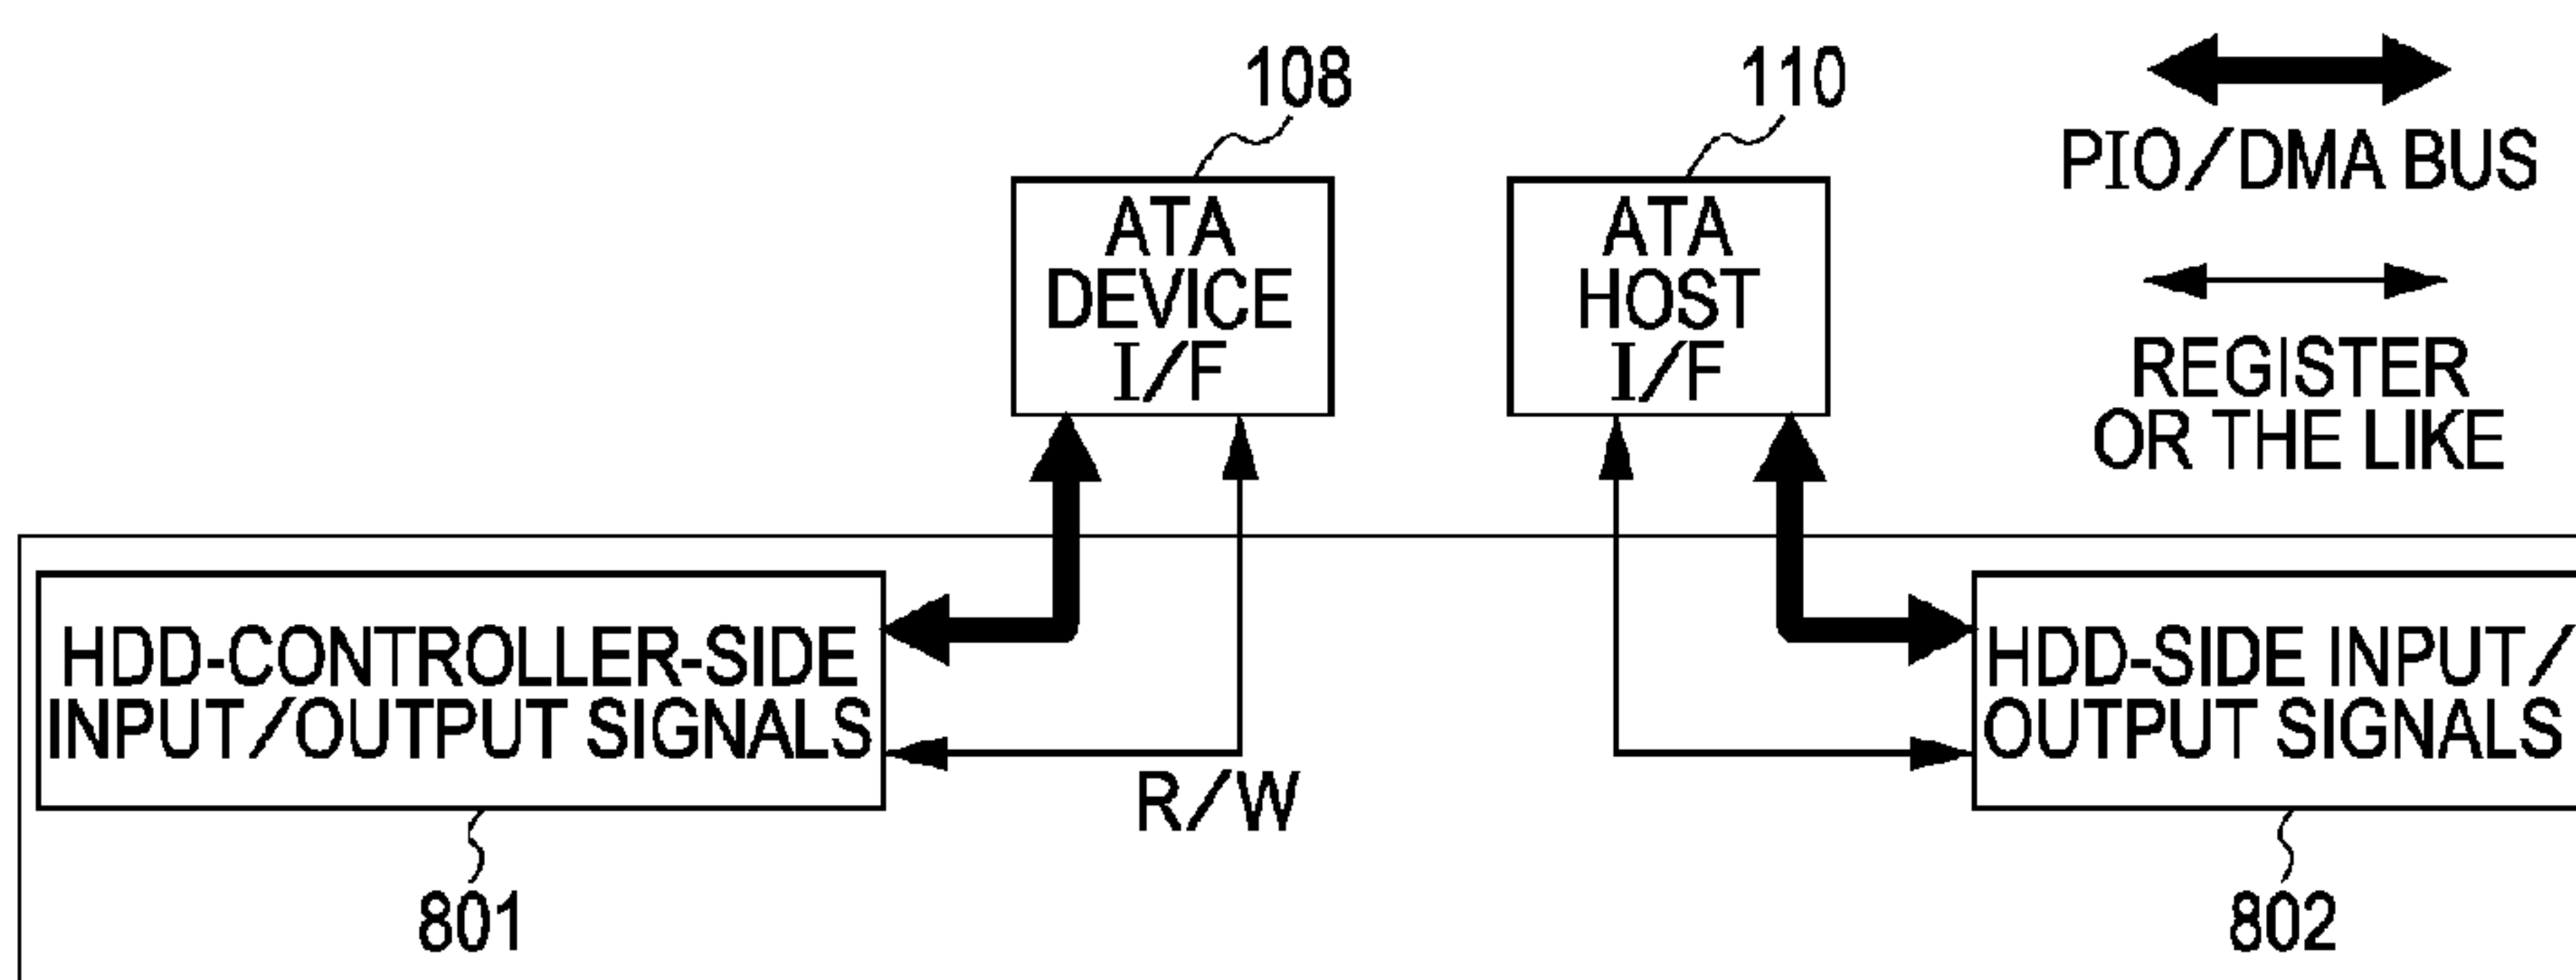 108
110
PIO/DMA BUS
ATA
DEVICE
I/F
ATA
HOST
I/F
REGISTER
OR THE LIKE
HDD-CONTROLLER-SIDE
INPUT/OUTPUT SIGNALS
R/W
HDD-SIDE INPUT/
OUTPUT SIGNALS
801
802